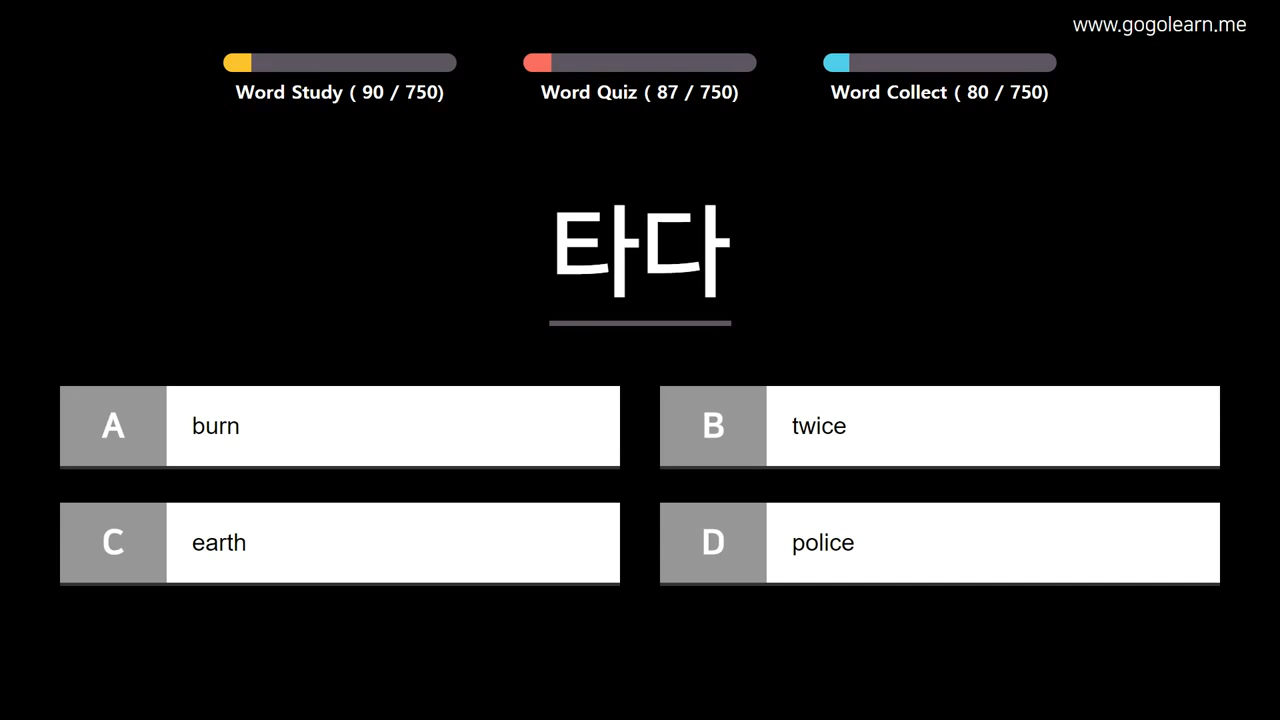 www.gogolearn.me
Word Study ( 90 / 750)
Word Quiz ( 87 / 750)
Word Collect ( 80 / 750)
타다
A burn
B twice
C earth
D police